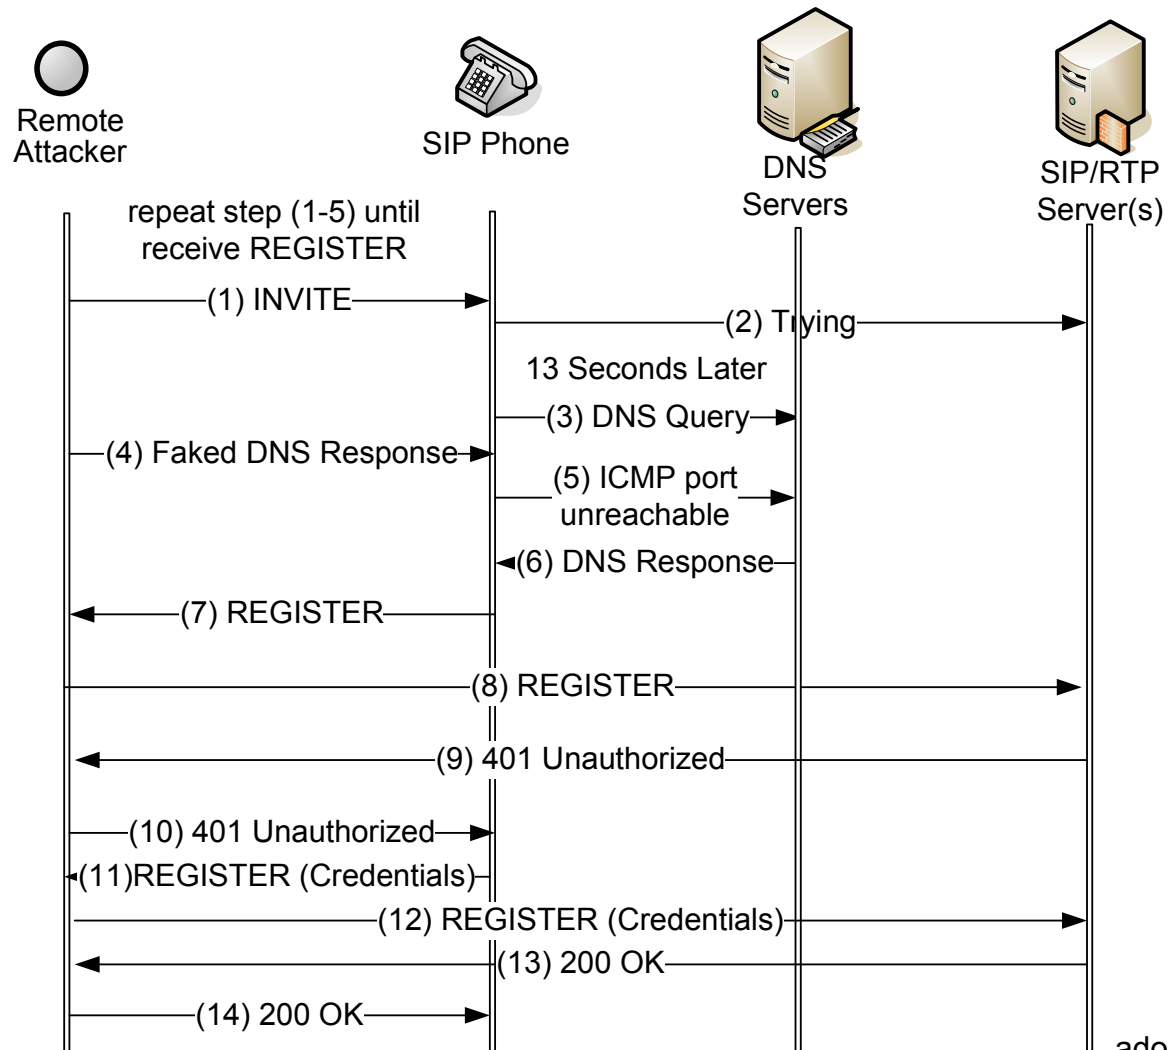 Remote
Attacker
SIP Phone
DNS
Servers
SIP/RTP
Server(s)
repeat step (1-5) until
receive REGISTER
(1) INVITE
(2) Trying
13 Seconds Later
(3) DNS Query
(4) Faked DNS Response
(5) ICMP port
unreachable
(6) DNS Response
(7) REGISTER
(8) REGISTER
(9) 401 Unauthorized
(10) 401 Unauthorized
(11)REGISTER (Credentials)
(12) REGISTER (Credentials)
(13) 200 OK
(14) 200 OK
ado